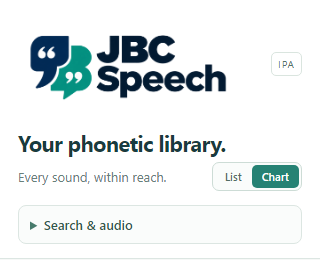 JBC
Speech
IPA
Your phonetic library.
Every sound, within reach.
List
Chart
Search & audio